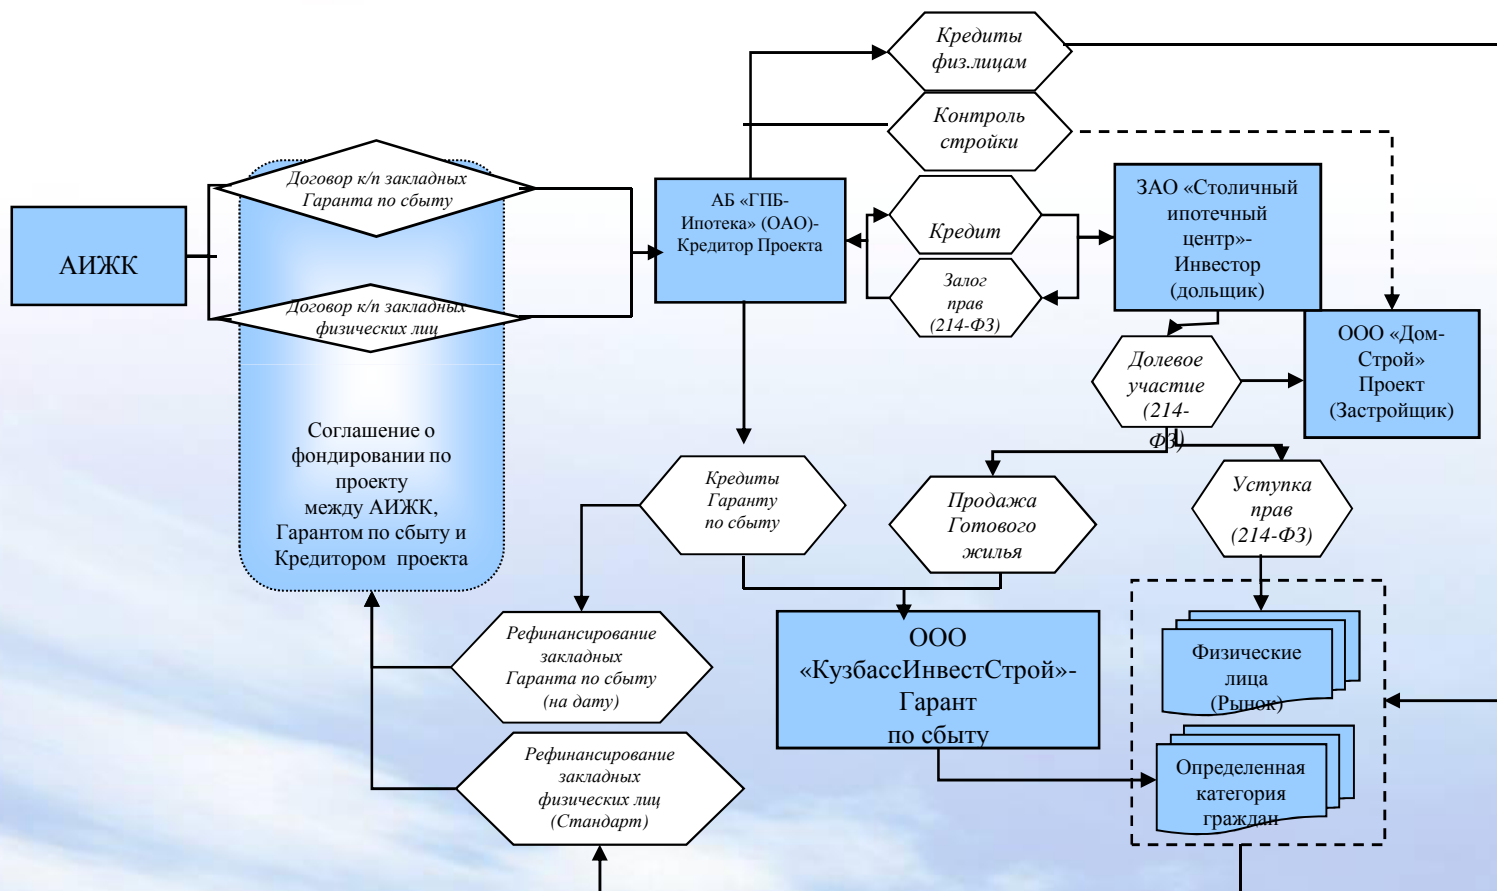 Кредиты
физ.лицам
Контроль
стройки
Договор к/п закладных
Гаранта по сбыту
АИЖК
Договор к/п закладных
физических лиц
Соглашение о
фондировании по
проекту
между АИЖК,
Гарантом по сбыту и
Кредитором проекта
АБ «ГПБ-
Ипотека» (ОАО)-
Кредитор Проекта
Кредит
Залог
прав
(214-ФЗ)
ЗАО «Столичный
ипотечный
центр»-
Инвестор
(дольщик)
ООО «Дом-
Строй»
Проект
(Застройщик)
Долевое
участие
(214-
ФЗ)
Кредиты
Гаранту
по сбыту
Продажа
Готового
жилья
Уступка
прав
(214-ФЗ)
Рефинансирование
закладных
Гаранта по сбыту
(на дату)
ООО
«КузбассИнвестСтрой»-
Гарант
по сбыту
Физические
лица
(Рынок)
Рефинансирование
закладных
физических лиц
(Стандарт)
Определенная
категория
граждан